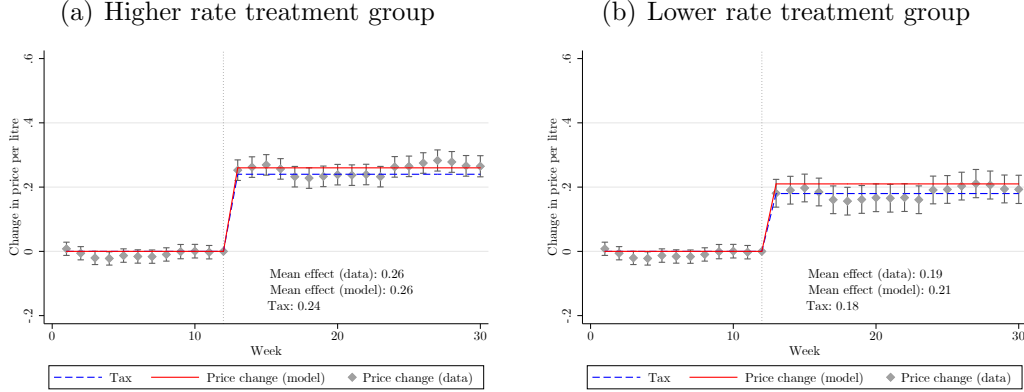 (a) Higher rate treatment group
Change in price per litre
.6
.4
.2
0
-.2
Mean effect (data): 0.26
Mean effect (model): 0.26
Tax: 0.24
0 10 20 30
Week
Tax Price change (model) Price change (data)
(b) Lower rate treatment group
Change in price per litre
.6
.4
.2
0
-.2
Mean effect (data): 0.19
Mean effect (model): 0.21
Tax: 0.18
0 10 20 30
Week
Tax Price change (model) Price change (data)